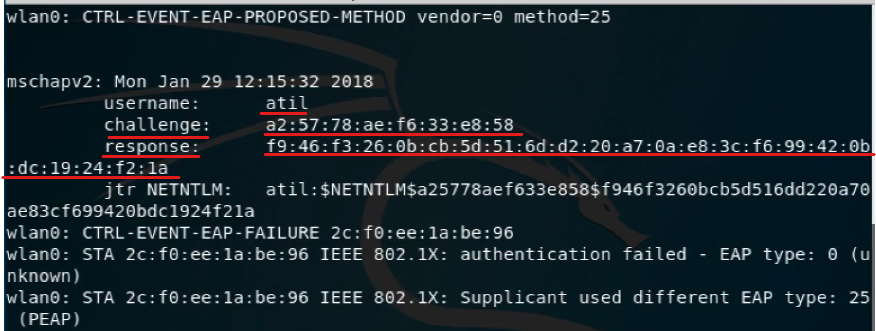 wlan0: CTRL-EVENT-EAP-PROPOSED-METHOD vendor=0 method=25
mschapv2: Mon Jan 29 12:15:32 2018
username: atil
challenge: a2:57:78:ae:f6:33:e8:58
response: f9:46:f3:26:0b:cb:5d:51:6d:d2:20:a7:0a:e8:3c:f6:99:42:0b
:dc:19:24:f2:1a
jtr NETNTLM: atil:$NETNTLM$a25778aef633e858$f946f3260bcb5d516dd220a70
ae83cf699420bdc1924f21a
wlan0: CTRL-EVENT-EAP-FAILURE 2c:f0:ee:1a:be:96
wlan0: STA 2c:f0:ee:1a:be:96 IEEE 802.1X: authentication failed - EAP type: 0 (u
nknown)
wlan0: STA 2c:f0:ee:1a:be:96 IEEE 802.1X: Supplicant used different EAP type: 25
(PEAP)